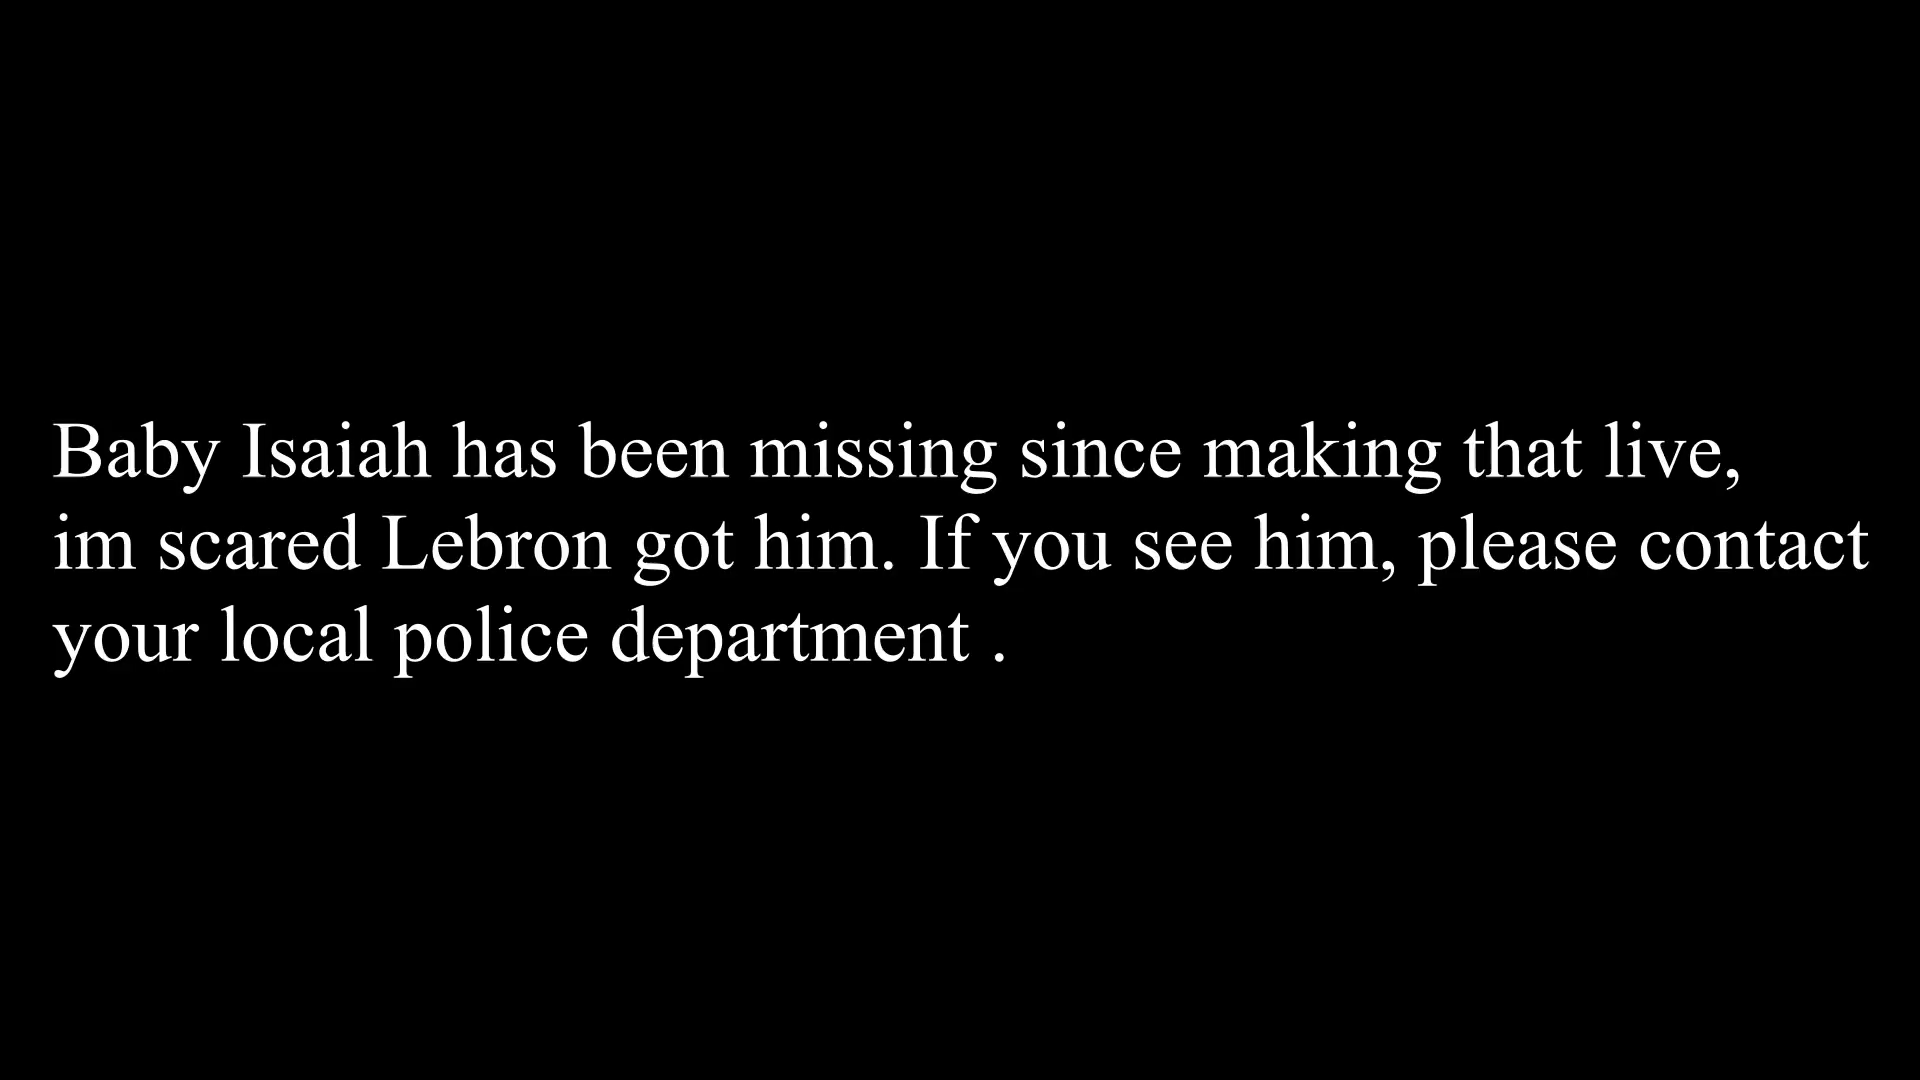 Baby Isaiah has been missing since making that live,
im scared Lebron got him. If you see him, please contact
your local police department .